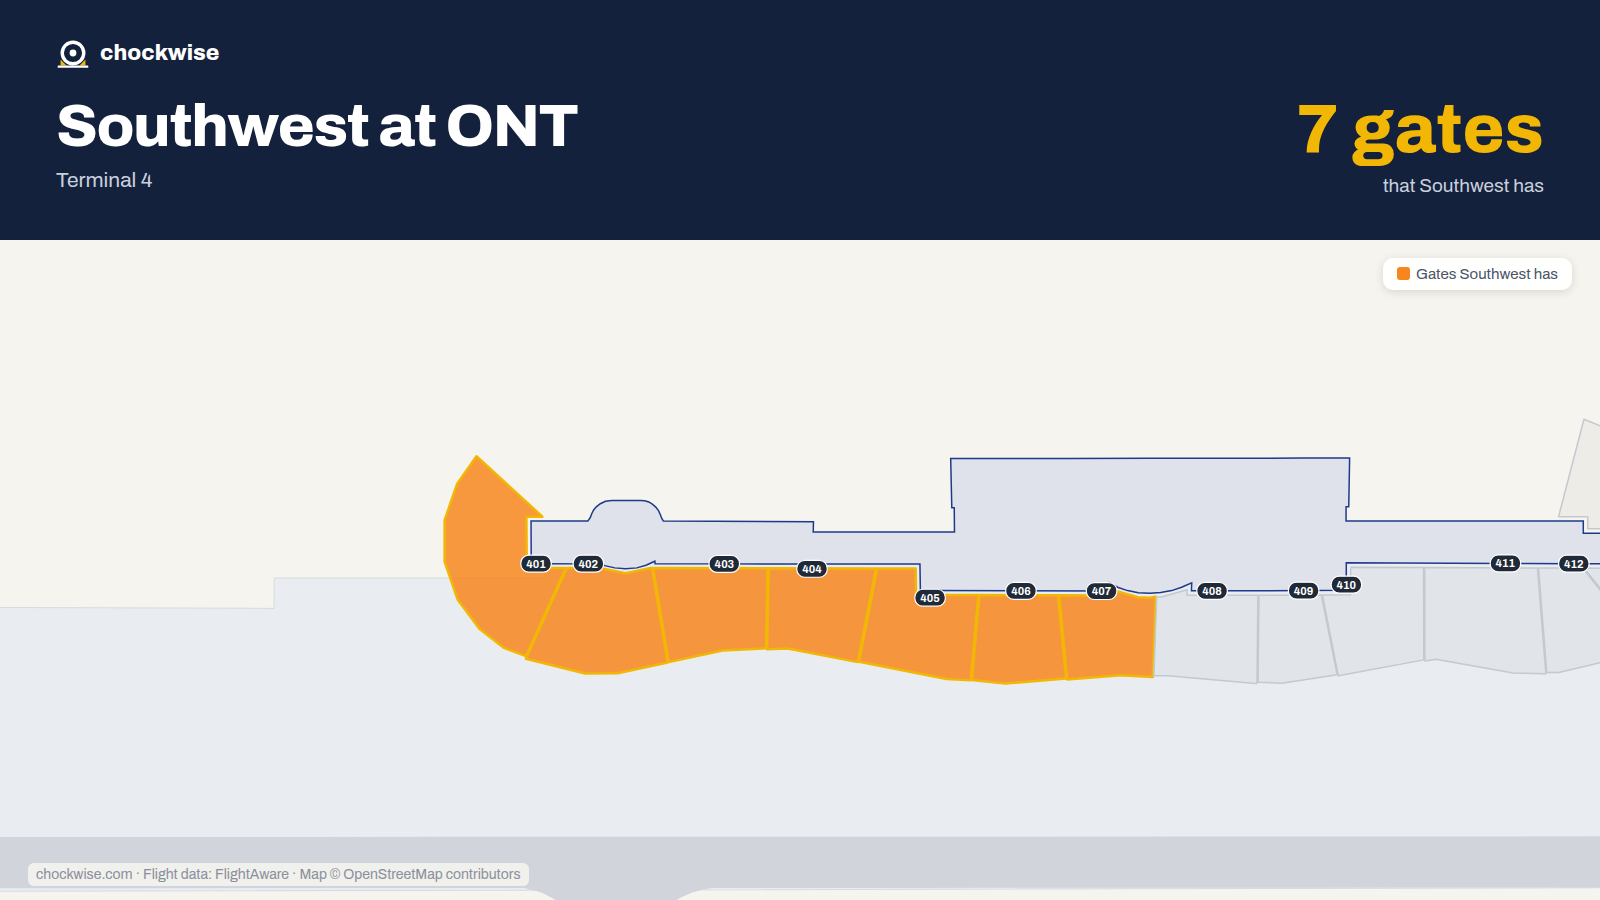 chockwise
Southwest at ONT
Terminal 4
7 gates
that Southwest has
Gates Southwest has
401
402
403
404
405
406
407
408
409
410
411
412
chockwise.com · Flight data: FlightAware · Map © OpenStreetMap contributors